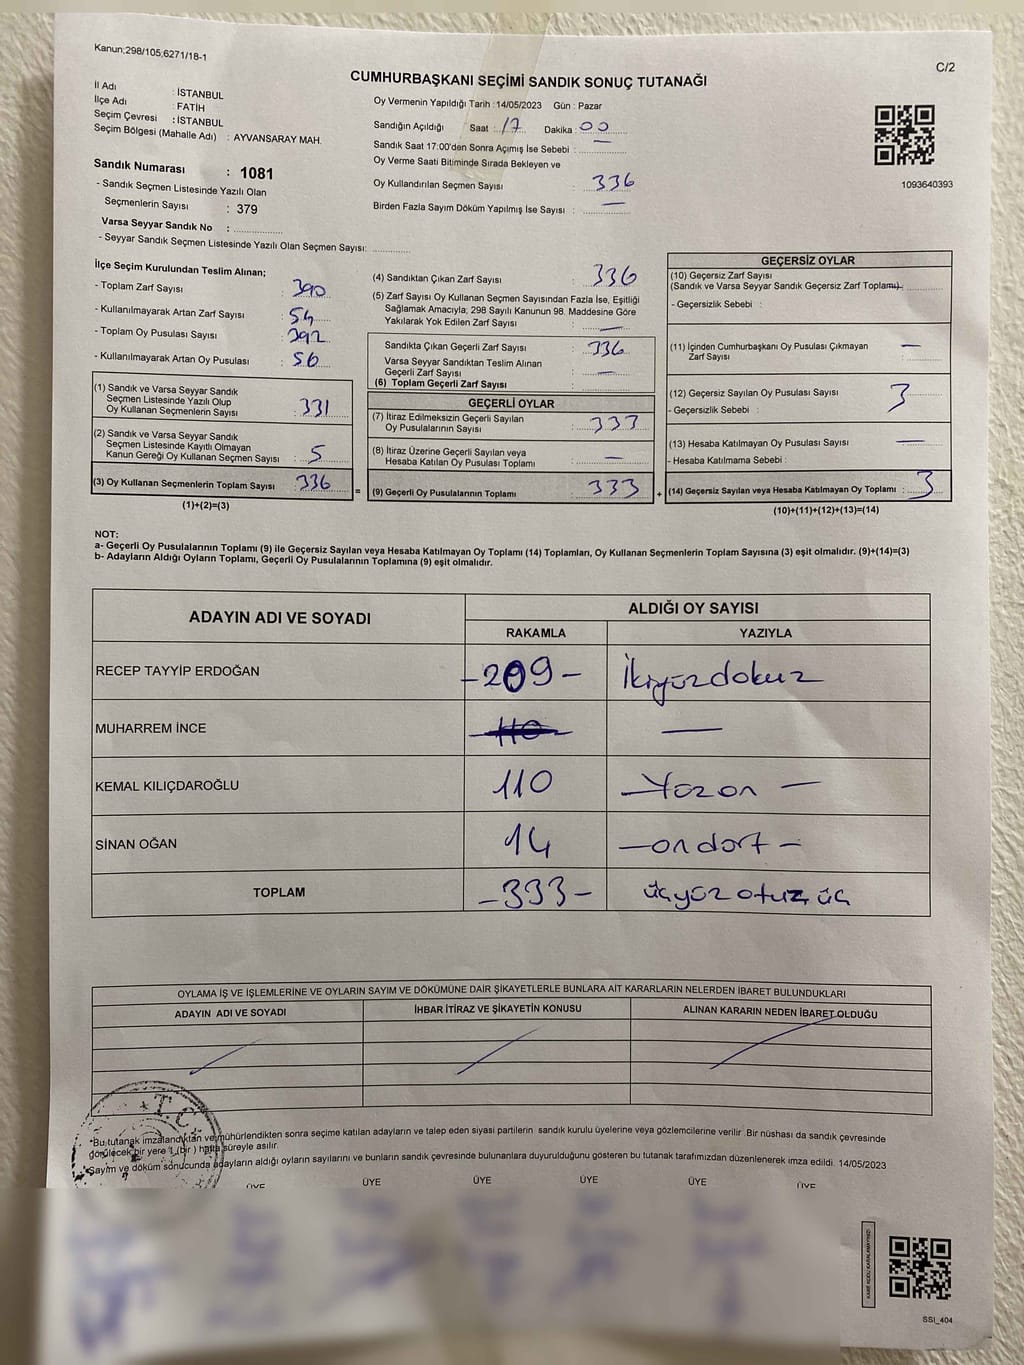 Kanun;298/105;6271/18-1
C/2
CUMHURBAŞKANI SEÇİMİ SANDIK SONUÇ TUTANAĞI
İl Adı : İSTANBUL
İlçe Adı : FATİH
Seçim Çevresi : İSTANBUL
Seçim Bölgesi (Mahalle Adı) : AYVANSARAY MAH.
Sandık Numarası : 1081
- Sandık Seçmen Listesinde Yazılı Olan
Seçmenlerin Sayısı : 379
Varsa Seyyar Sandık No :
- Seyyar Sandık Seçmen Listesinde Yazılı Olan Seçmen Sayısı:
Oy Vermenin Yapıldığı Tarih :14/05/2023 Gün : Pazar
Sandığın Açıldığı Saat : 17 Dakika : 00
Sandık Saat 17:00'den Sonra Açımış İse Sebebi : —
Oy Verme Saati Bitiminde Sırada Bekleyen ve
Oy Kullandırılan Seçmen Sayısı : 336
Birden Fazla Sayım Döküm Yapılmış İse Sayısı : —
1093640393
İlçe Seçim Kurulundan Teslim Alınan;
- Toplam Zarf Sayısı : 390
- Kullanılmayarak Artan Zarf Sayısı : 54
- Toplam Oy Pusulası Sayısı : 392
- Kullanılmayarak Artan Oy Pusulası : 56
(1) Sandık ve Varsa Seyyar Sandık
Seçmen Listesinde Yazılı Olup
Oy Kullanan Seçmenlerin Sayısı : 331
(2) Sandık ve Varsa Seyyar Sandık
Seçmen Listesinde Kayıtlı Olmayan
Kanun Gereği Oy Kullanan Seçmen Sayısı : 5
(3) Oy Kullanan Seçmenlerin Toplam Sayısı : 336
(1)+(2)=(3)
(4) Sandıktan Çıkan Zarf Sayısı : 336
(5) Zarf Sayısı Oy Kullanan Seçmen Sayısından Fazla İse, Eşitliği
Sağlamak Amacıyla; 298 Sayılı Kanunun 98. Maddesine Göre
Yakılarak Yok Edilen Zarf Sayısı : —
Sandıkta Çıkan Geçerli Zarf Sayısı : 336
Varsa Seyyar Sandıktan Teslim Alınan
Geçerli Zarf Sayısı : —
(6) Toplam Geçerli Zarf Sayısı :
GEÇERLİ OYLAR
(7) İtiraz Edilmeksizin Geçerli Sayılan
Oy Pusulalarının Sayısı : 333
(8) İtiraz Üzerine Geçerli Sayılan veya
Hesaba Katılan Oy Pusulası Toplamı : —
= (9) Geçerli Oy Pusulalarının Toplamı : 333 +
GEÇERSİZ OYLAR
(10) Geçersiz Zarf Sayısı
(Sandık ve Varsa Seyyar Sandık Geçersiz Zarf Toplamı) —
- Geçersizlik Sebebi :
(11) İçinden Cumhurbaşkanı Oy Pusulası Çıkmayan —
Zarf Sayısı :
(12) Geçersiz Sayılan Oy Pusulası Sayısı : 3
- Geçersizlik Sebebi :
(13) Hesaba Katılmayan Oy Pusulası Sayısı : —
- Hesaba Katılmama Sebebi :
(14) Geçersiz Sayılan veya Hesaba Katılmayan Oy Toplamı : 3
(10)+(11)+(12)+(13)=(14)
NOT:
a- Geçerli Oy Pusulalarının Toplamı (9) ile Geçersiz Sayılan veya Hesaba Katılmayan Oy Toplamı (14) Toplamları, Oy Kullanan Seçmenlerin Toplam Sayısına (3) eşit olmalıdır. (9)+(14)=(3)
b- Adayların Aldığı Oyların Toplamı, Geçerli Oy Pusulalarının Toplamına (9) eşit olmalıdır.
ADAYIN ADI VE SOYADI ALDIĞI OY SAYISI
RAKAMLA YAZIYLA
RECEP TAYYİP ERDOĞAN -209- İkiyüzdokuz
MUHARREM İNCE 110 —
KEMAL KILIÇDAROĞLU 110 —Yüzon—
SİNAN OĞAN 14 —ondört—
TOPLAM -333- üçyüz otuz üç
OYLAMA İŞ VE İŞLEMLERİNE VE OYLARIN SAYIM VE DÖKÜMÜNE DAİR ŞİKAYETLERLE BUNLARA AİT KARARLARIN NELERDEN İBARET BULUNDUKLARI
ADAYIN ADI VE SOYADI İHBAR İTİRAZ VE ŞİKAYETİN KONUSU ALINAN KARARIN NEDEN İBARET OLDUĞU
T.C.
*Bu tutanak imzalandıktan ve mühürlendikten sonra seçime katılan adayların ve talep eden siyasi partilerin sandık kurulu üyelerine veya gözlemcilerine verilir. Bir nüshası da sandık çevresinde
görülecek bir yere 1 (bir) hafta süreyle asılır.
*Sayım ve döküm sonucunda adayların aldığı oyların sayılarını ve bunların sandık çevresinde bulunanlara duyurulduğunu gösteren bu tutanak tarafımızdan düzenlenerek imza edildi. 14/05/2023
ÜYE ÜYE ÜYE ÜYE ÜYE ÜYE
SSI_404